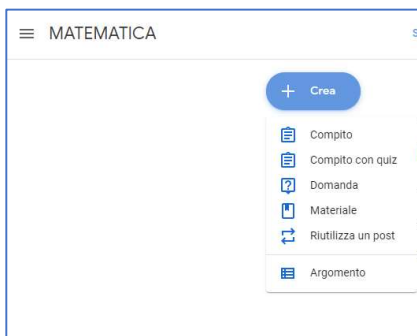 MATEMATICA
Crea
Compito
Compito con quiz
Domanda
Materiale
Riutilizza un post
Argomento